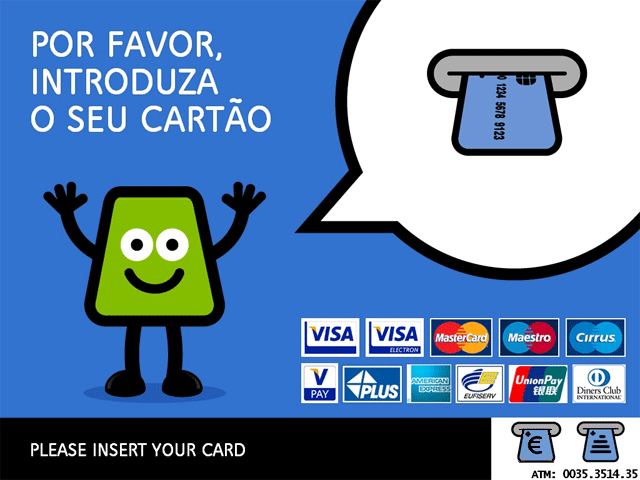 POR FAVOR,
INTRODUZA
O SEU CARTÃO
0 1234 5678 9123
VISA
VISA
ELECTRON
MasterCard
Maestro
Cirrus
V
PAY
PLUS
AMERICAN
EXPRESS
EUFISERV
UnionPay
银联
Diners Club
INTERNATIONAL
PLEASE INSERT YOUR CARD
€
ATM: 0035.3514.35